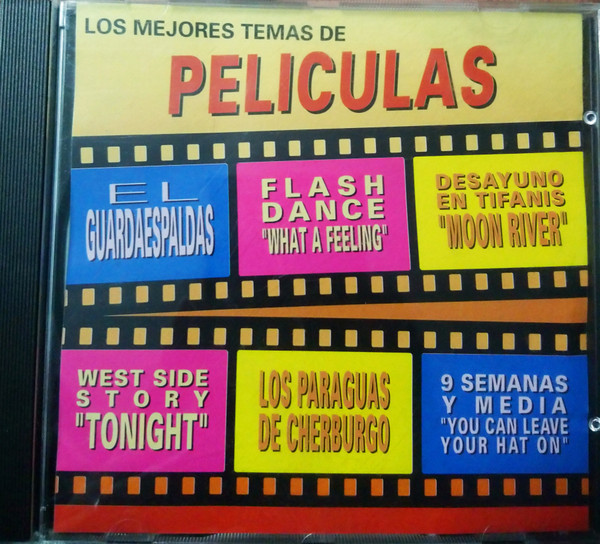 LOS MEJORES TEMAS DE
PELICULAS
EL
GUARDAESPALDAS
FLASH
DANCE
"WHAT A FEELING"
DESAYUNO
EN TIFANIS
"MOON RIVER"
WEST SIDE
STORY
"TONIGHT"
LOS PARAGUAS
DE CHERBURGO
9 SEMANAS
Y MEDIA
"YOU CAN LEAVE
YOUR HAT ON"